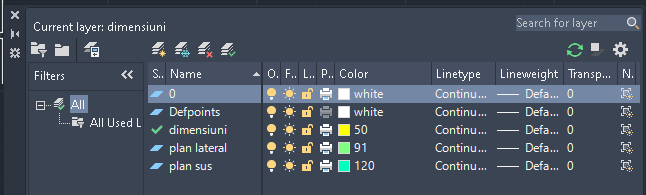 Current layer: dimensiuni
Search for layer
Filters
All
All Used L
S.. Name O. F.. L.. P.. Color Linetype Lineweight Transp... N.
0 white Continu... Defa... 0
Defpoints white Continu... Defa... 0
dimensiuni 50 Continu... Defa... 0
plan lateral 91 Continu... Defa... 0
plan sus 120 Continu... Defa... 0